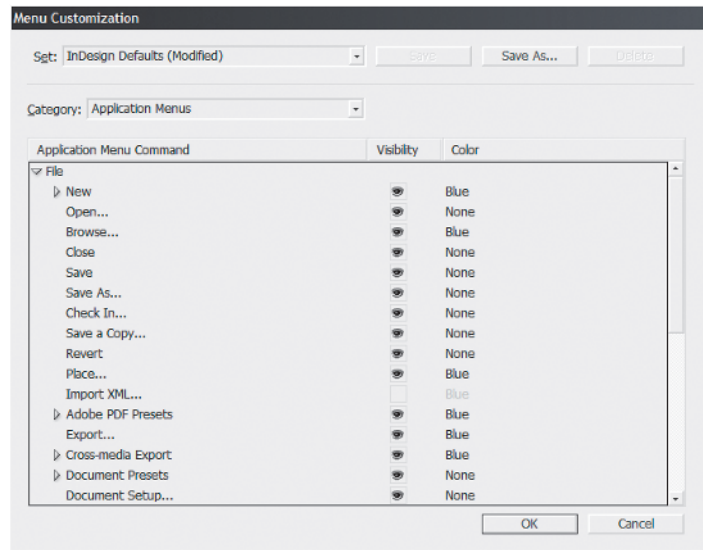 Menu Customization
Set: InDesign Defaults (Modified) Save Save As... Delete
Category: Application Menus
Application Menu Command Visibility Color
File
New Blue
Open... None
Browse... Blue
Close None
Save None
Save As... None
Check In... None
Save a Copy... None
Revert None
Place... Blue
Import XML... Blue
Adobe PDF Presets Blue
Export... Blue
Cross-media Export Blue
Document Presets None
Document Setup... None
OK Cancel